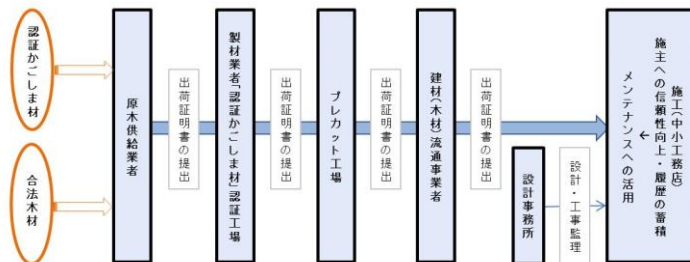 認証かごしま材
合法木材
原木供給業者
出荷証明書の提出
製材業者「認証かごしま材」認証工場
出荷証明書の提出
プレカット工場
出荷証明書の提出
建材(木材)流通事業者
出荷証明書の提出
設計事務所
設計・工事監理
施工(中小工務店)
施主への信頼性向上・履歴の蓄積
↓
メンテナンスへの活用